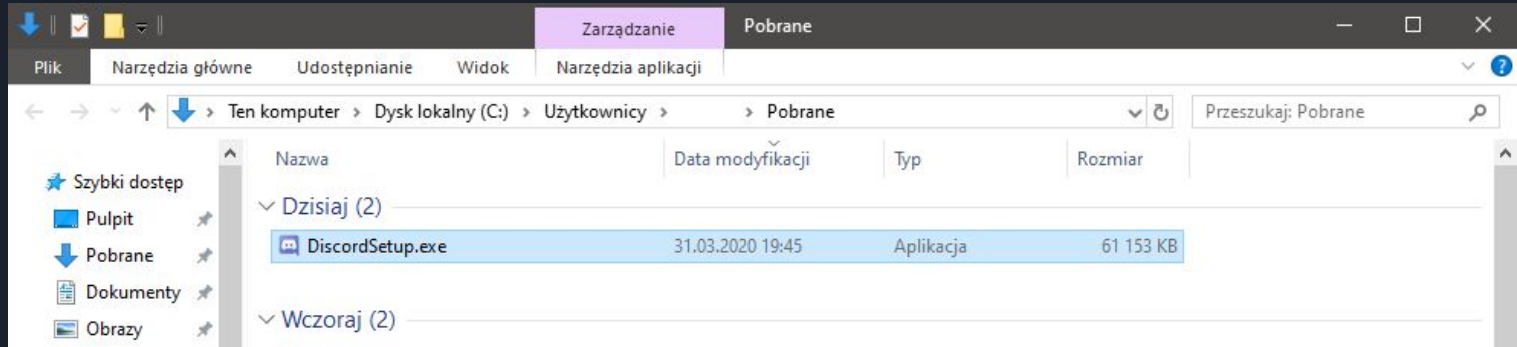 Zarządzanie Pobrane
Plik Narzędzia główne Udostępnianie Widok Narzędzia aplikacji
Ten komputer > Dysk lokalny (C:) > Użytkownicy > > Pobrane Przeszukaj: Pobrane
Nazwa Data modyfikacji Typ Rozmiar
Szybki dostęp
Dzisiaj (2)
Pulpit
DiscordSetup.exe 31.03.2020 19:45 Aplikacja 61 153 KB
Pobrane
Dokumenty
Wczoraj (2)
Obrazy